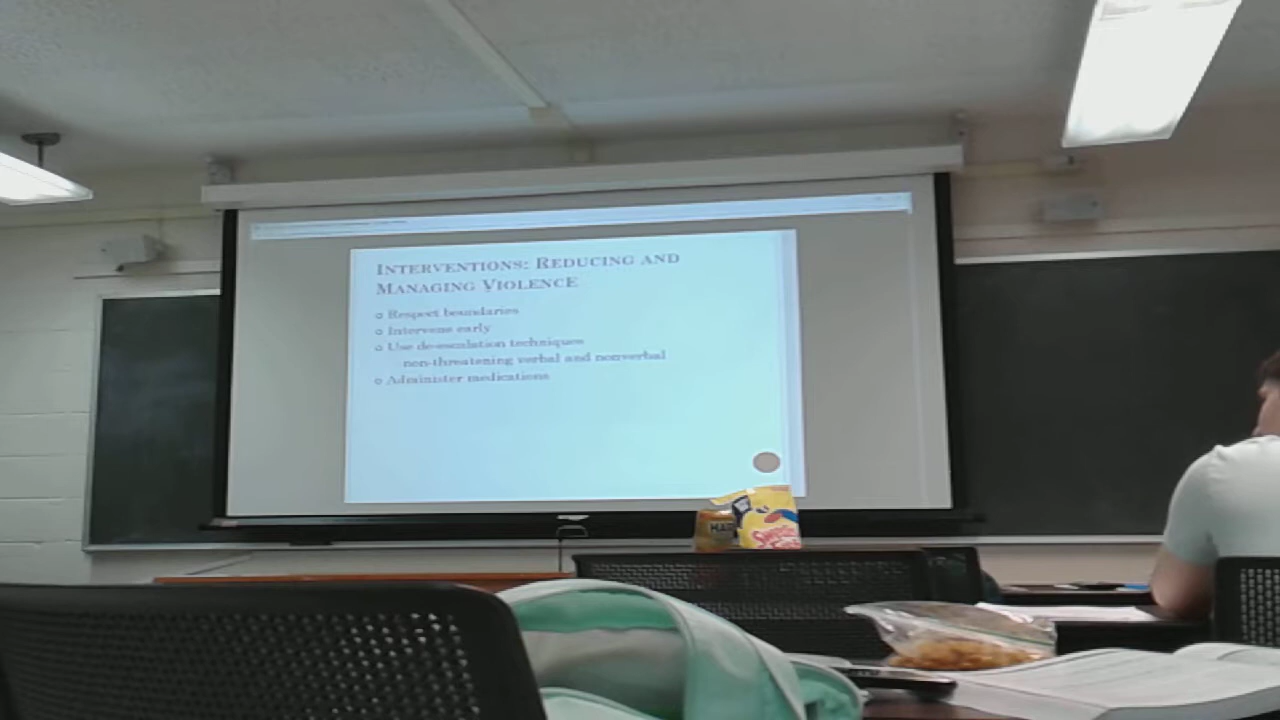 INTERVENTIONS: REDUCING AND
MANAGING VIOLENCE
Respect boundaries
Intervene early
Use de-escalation techniques
non-threatening verbal and nonverbal
Administer medications